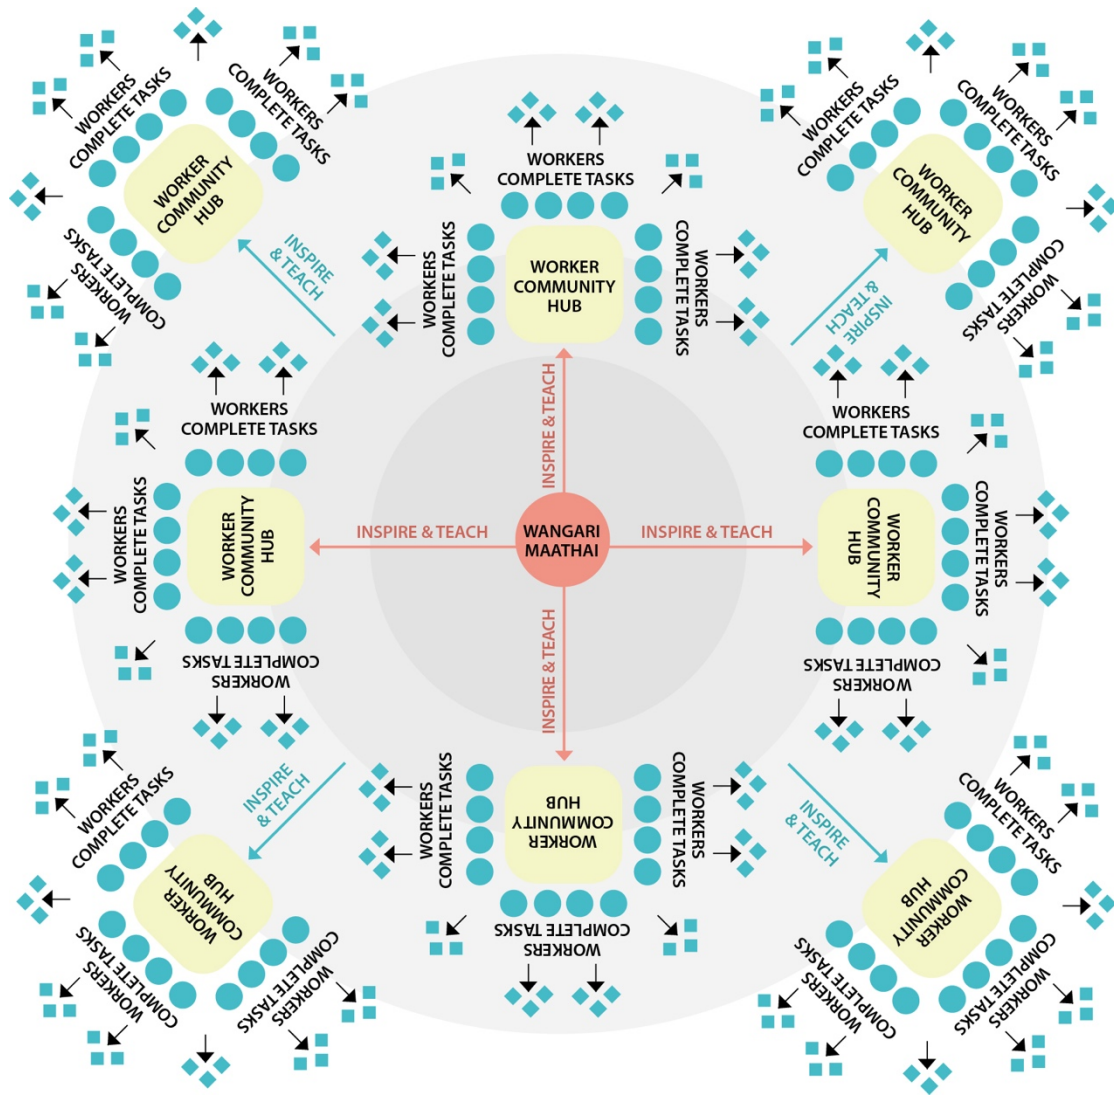 WORKERS
COMPLETE TASKS
WORKERS
COMPLETE TASKS
WORKER
COMMUNITY
HUB
WORKERS
COMPLETE TASKS
INSPIRE
& TEACH
WORKERS
COMPLETE TASKS
WORKERS
COMPLETE TASKS
WORKER
COMMUNITY
HUB
WORKERS
COMPLETE TASKS
WORKERS
COMPLETE TASKS
WORKERS
COMPLETE TASKS
WORKER
COMMUNITY
HUB
WORKERS
COMPLETE TASKS
INSPIRE
& TEACH
WORKERS
COMPLETE TASKS
WORKERS
COMPLETE TASKS
WORKER
COMMUNITY
HUB
WORKERS
COMPLETE TASKS
INSPIRE & TEACH
INSPIRE & TEACH
WANGARI
MAATHAI
INSPIRE & TEACH
INSPIRE & TEACH
WORKERS
COMPLETE TASKS
WORKER
COMMUNITY
HUB
WORKERS
COMPLETE TASKS
WORKERS
COMPLETE TASKS
INSPIRE
& TEACH
WORKERS
COMPLETE TASKS
WORKER
COMMUNITY
HUB
WORKERS
COMPLETE TASKS
WORKERS
COMPLETE TASKS
WORKERS
COMPLETE TASKS
WORKER
COMMUNITY
HUB
WORKERS
COMPLETE TASKS
WORKERS
COMPLETE TASKS
INSPIRE
& TEACH
WORKERS
COMPLETE TASKS
WORKER
COMMUNITY
HUB
WORKERS
COMPLETE TASKS
WORKERS
COMPLETE TASKS